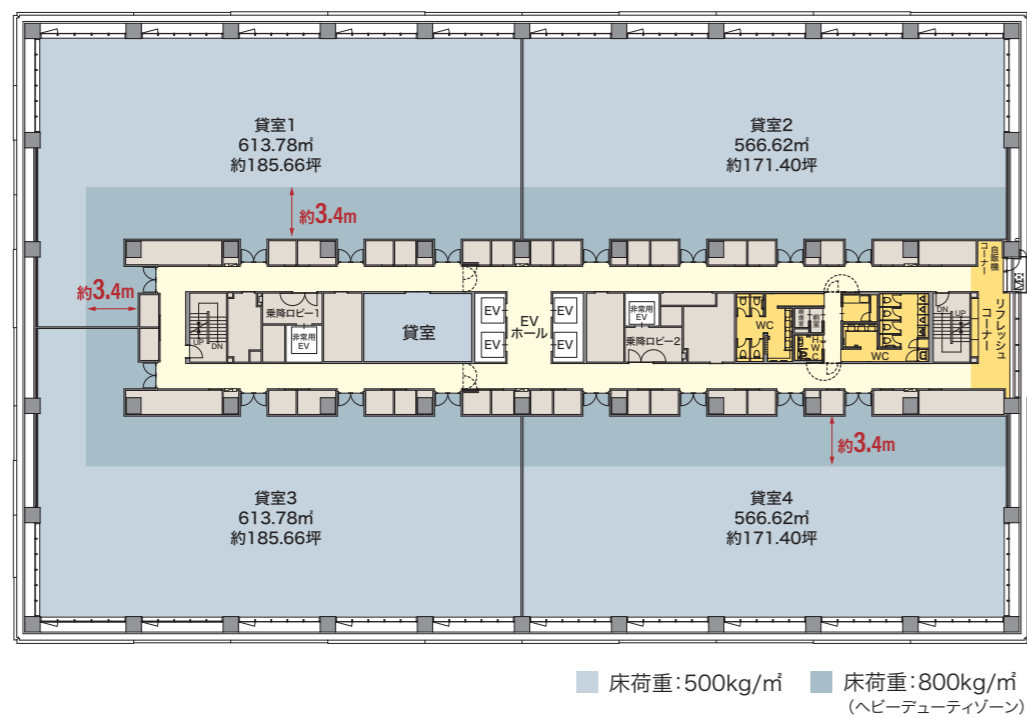 貸室1
613.78㎡
約185.66坪
貸室2
566.62㎡
約171.40坪
約3.4m
約3.4m
自販機
コーナー
リフレッシュ
コーナー
UP
DN
乗降ロビー1
非常用
EV
貸室
EV
EV
EV
ホール
EV
EV
非常用
EV
乗降ロビー2
WC
前室
HWC
WC
DN
UP
約3.4m
貸室3
613.78㎡
約185.66坪
貸室4
566.62㎡
約171.40坪
床荷重:500kg/㎡
床荷重:800kg/㎡
(ヘビーデューティゾーン)